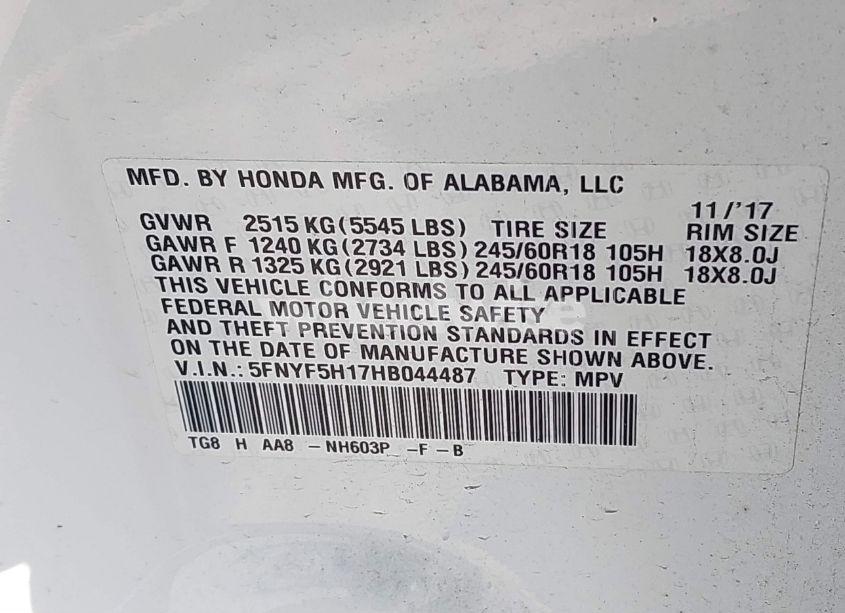 MFD. BY HONDA MFG. OF ALABAMA, LLC
11/'17
GVWR 2515 KG(5545 LBS) TIRE SIZE RIM SIZE
GAWR F 1240 KG(2734 LBS) 245/60R18 105H 18X8.0J
GAWR R 1325 KG(2921 LBS) 245/60R18 105H 18X8.0J
THIS VEHICLE CONFORMS TO ALL APPLICABLE
FEDERAL MOTOR VEHICLE SAFETY
AND THEFT PREVENTION STANDARDS IN EFFECT
ON THE DATE OF MANUFACTURE SHOWN ABOVE.
V.I.N.: 5FNYF5H17HB044487 TYPE: MPV
TG8 H AA8 - NH603P - F - B